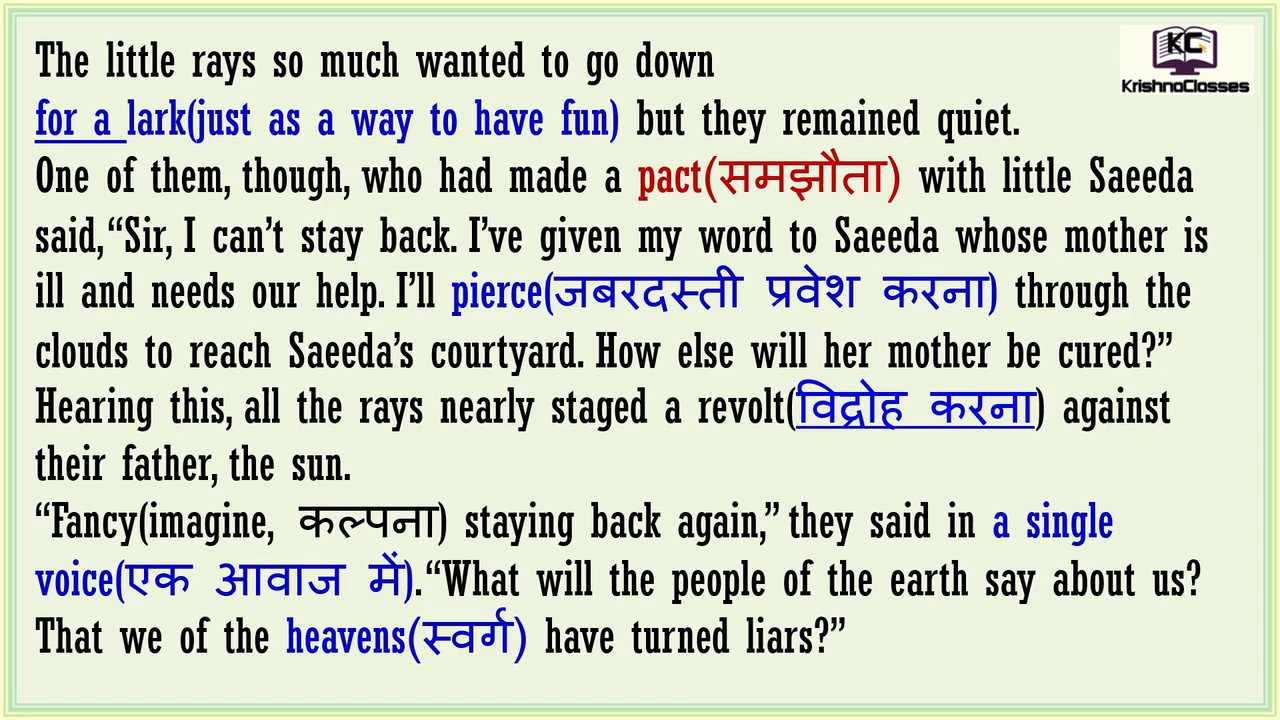 The little rays so much wanted to go down
KC
KrishnaClasses
for a lark(just as a way to have fun) but they remained quiet.
One of them, though, who had made a pact(समझौता) with little Saeeda
said,“Sir, I can’t stay back. I’ve given my word to Saeeda whose mother is
ill and needs our help. I’ll pierce(जबरदस्ती प्रवेश करना) through the
clouds to reach Saeeda’s courtyard. How else will her mother be cured?”
Hearing this, all the rays nearly staged a revolt(विद्रोह करना) against
their father, the sun.
“Fancy(imagine, कल्पना) staying back again,” they said in a single
voice(एक आवाज में).“What will the people of the earth say about us?
That we of the heavens(स्वर्ग) have turned liars?”